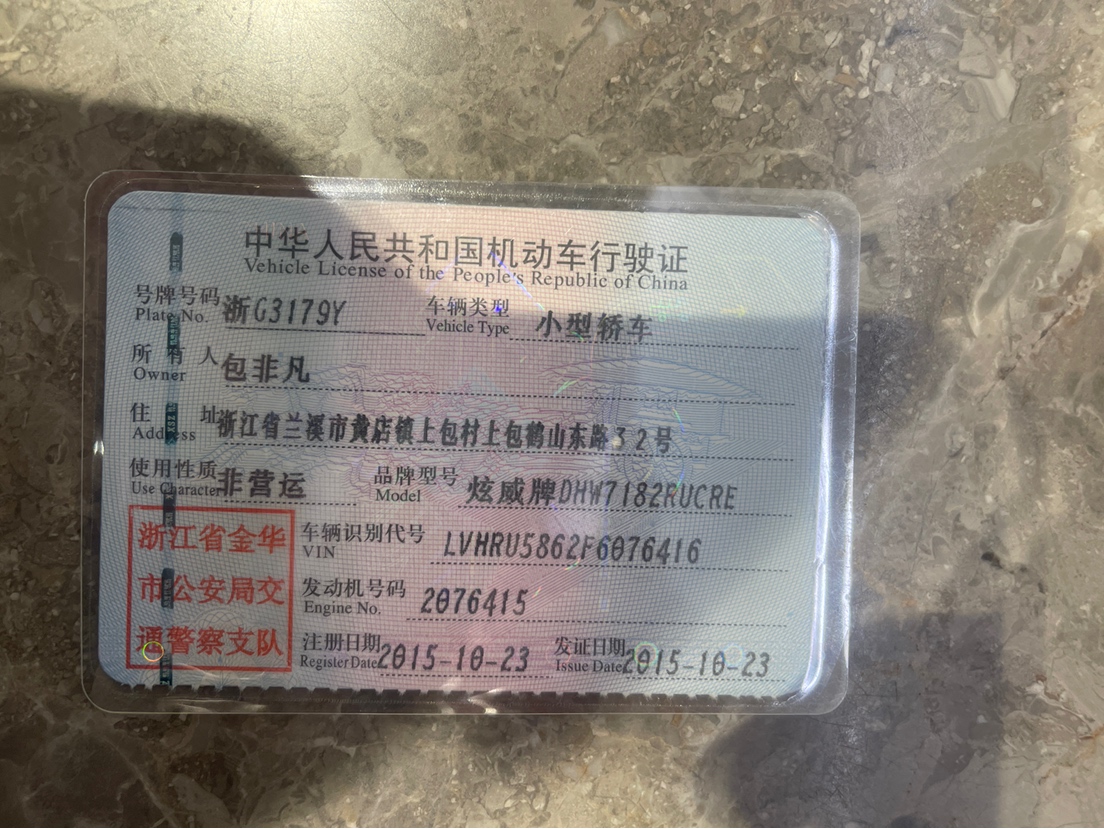 中华人民共和国机动车行驶证
Vehicle License of the People's Republic of China
号牌号码 浙G3179Y 车辆类型 小型轿车
Plate No. Vehicle Type
所有人 包非凡
Owner
住址 浙江省兰溪市黄店镇上包村上包鹤山东路32号
Address
使用性质 非营运 品牌型号 炫威牌DHW7182RUCRE
Use Character Model
浙江省金华
市公安局交
通警察支队
车辆识别代号 LVHRU5862F6076416
VIN
发动机号码 2076415
Engine No.
注册日期 2015-10-23 发证日期 2015-10-23
Register Date Issue Date